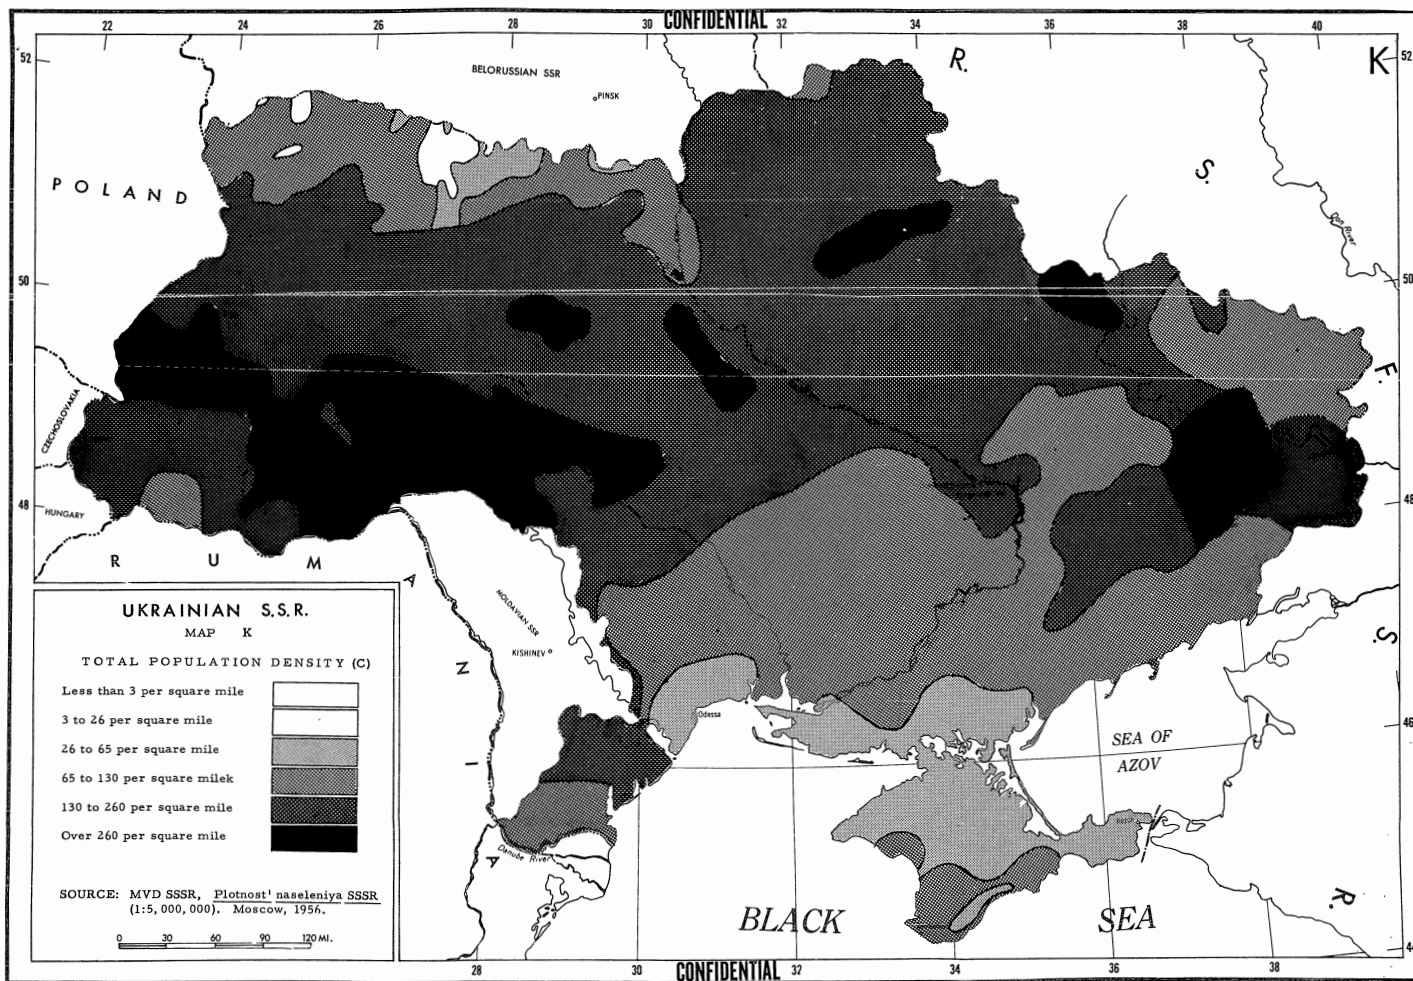 CONFIDENTIAL
22 24 26 28 30 34 36 38 40
52 52
BELORUSSIAN SSR
PINSK
R.
K
S.
POLAND
Don River
50 50
F.
CZECHOSLOVAKIA
48 48
HUNGARY
R U M A N I A
MOLDAVIAN SSR
KISHINEV
S.
UKRAINIAN S.S.R.
MAP K
TOTAL POPULATION DENSITY (C)
Less than 3 per square mile
3 to 26 per square mile
26 to 65 per square mile
65 to 130 per square milek
130 to 260 per square mile
Over 260 per square mile
SOURCE: MVD SSSR, Plotnost' naseleniya SSSR
(1:5,000,000). Moscow, 1956.
0 30 60 90 120 MI.
Odessa
46
SEA OF
AZOV
Kerch
Danube River
R.
BLACK SEA
44
28 30 32 34 36 38
CONFIDENTIAL